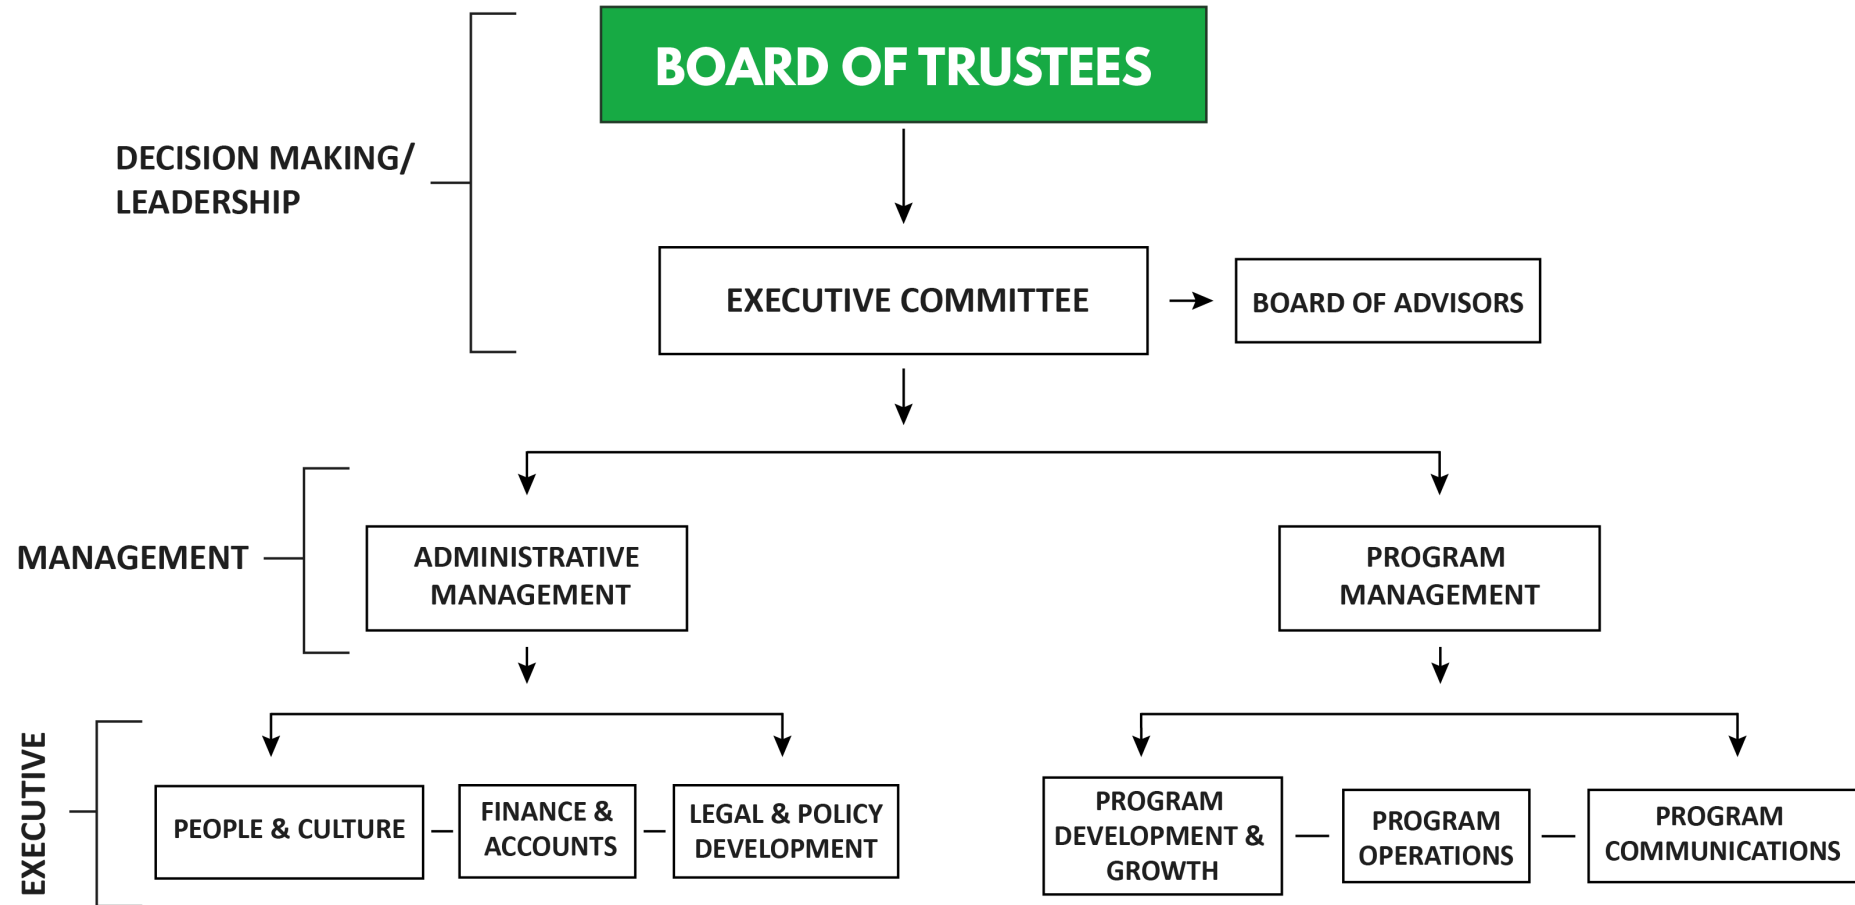 BOARD OF TRUSTEES
DECISION MAKING/
LEADERSHIP
EXECUTIVE COMMITTEE
BOARD OF ADVISORS
MANAGEMENT
ADMINISTRATIVE
MANAGEMENT
PROGRAM
MANAGEMENT
EXECUTIVE
PEOPLE & CULTURE
FINANCE &
ACCOUNTS
LEGAL & POLICY
DEVELOPMENT
PROGRAM
DEVELOPMENT &
GROWTH
PROGRAM
OPERATIONS
PROGRAM
COMMUNICATIONS